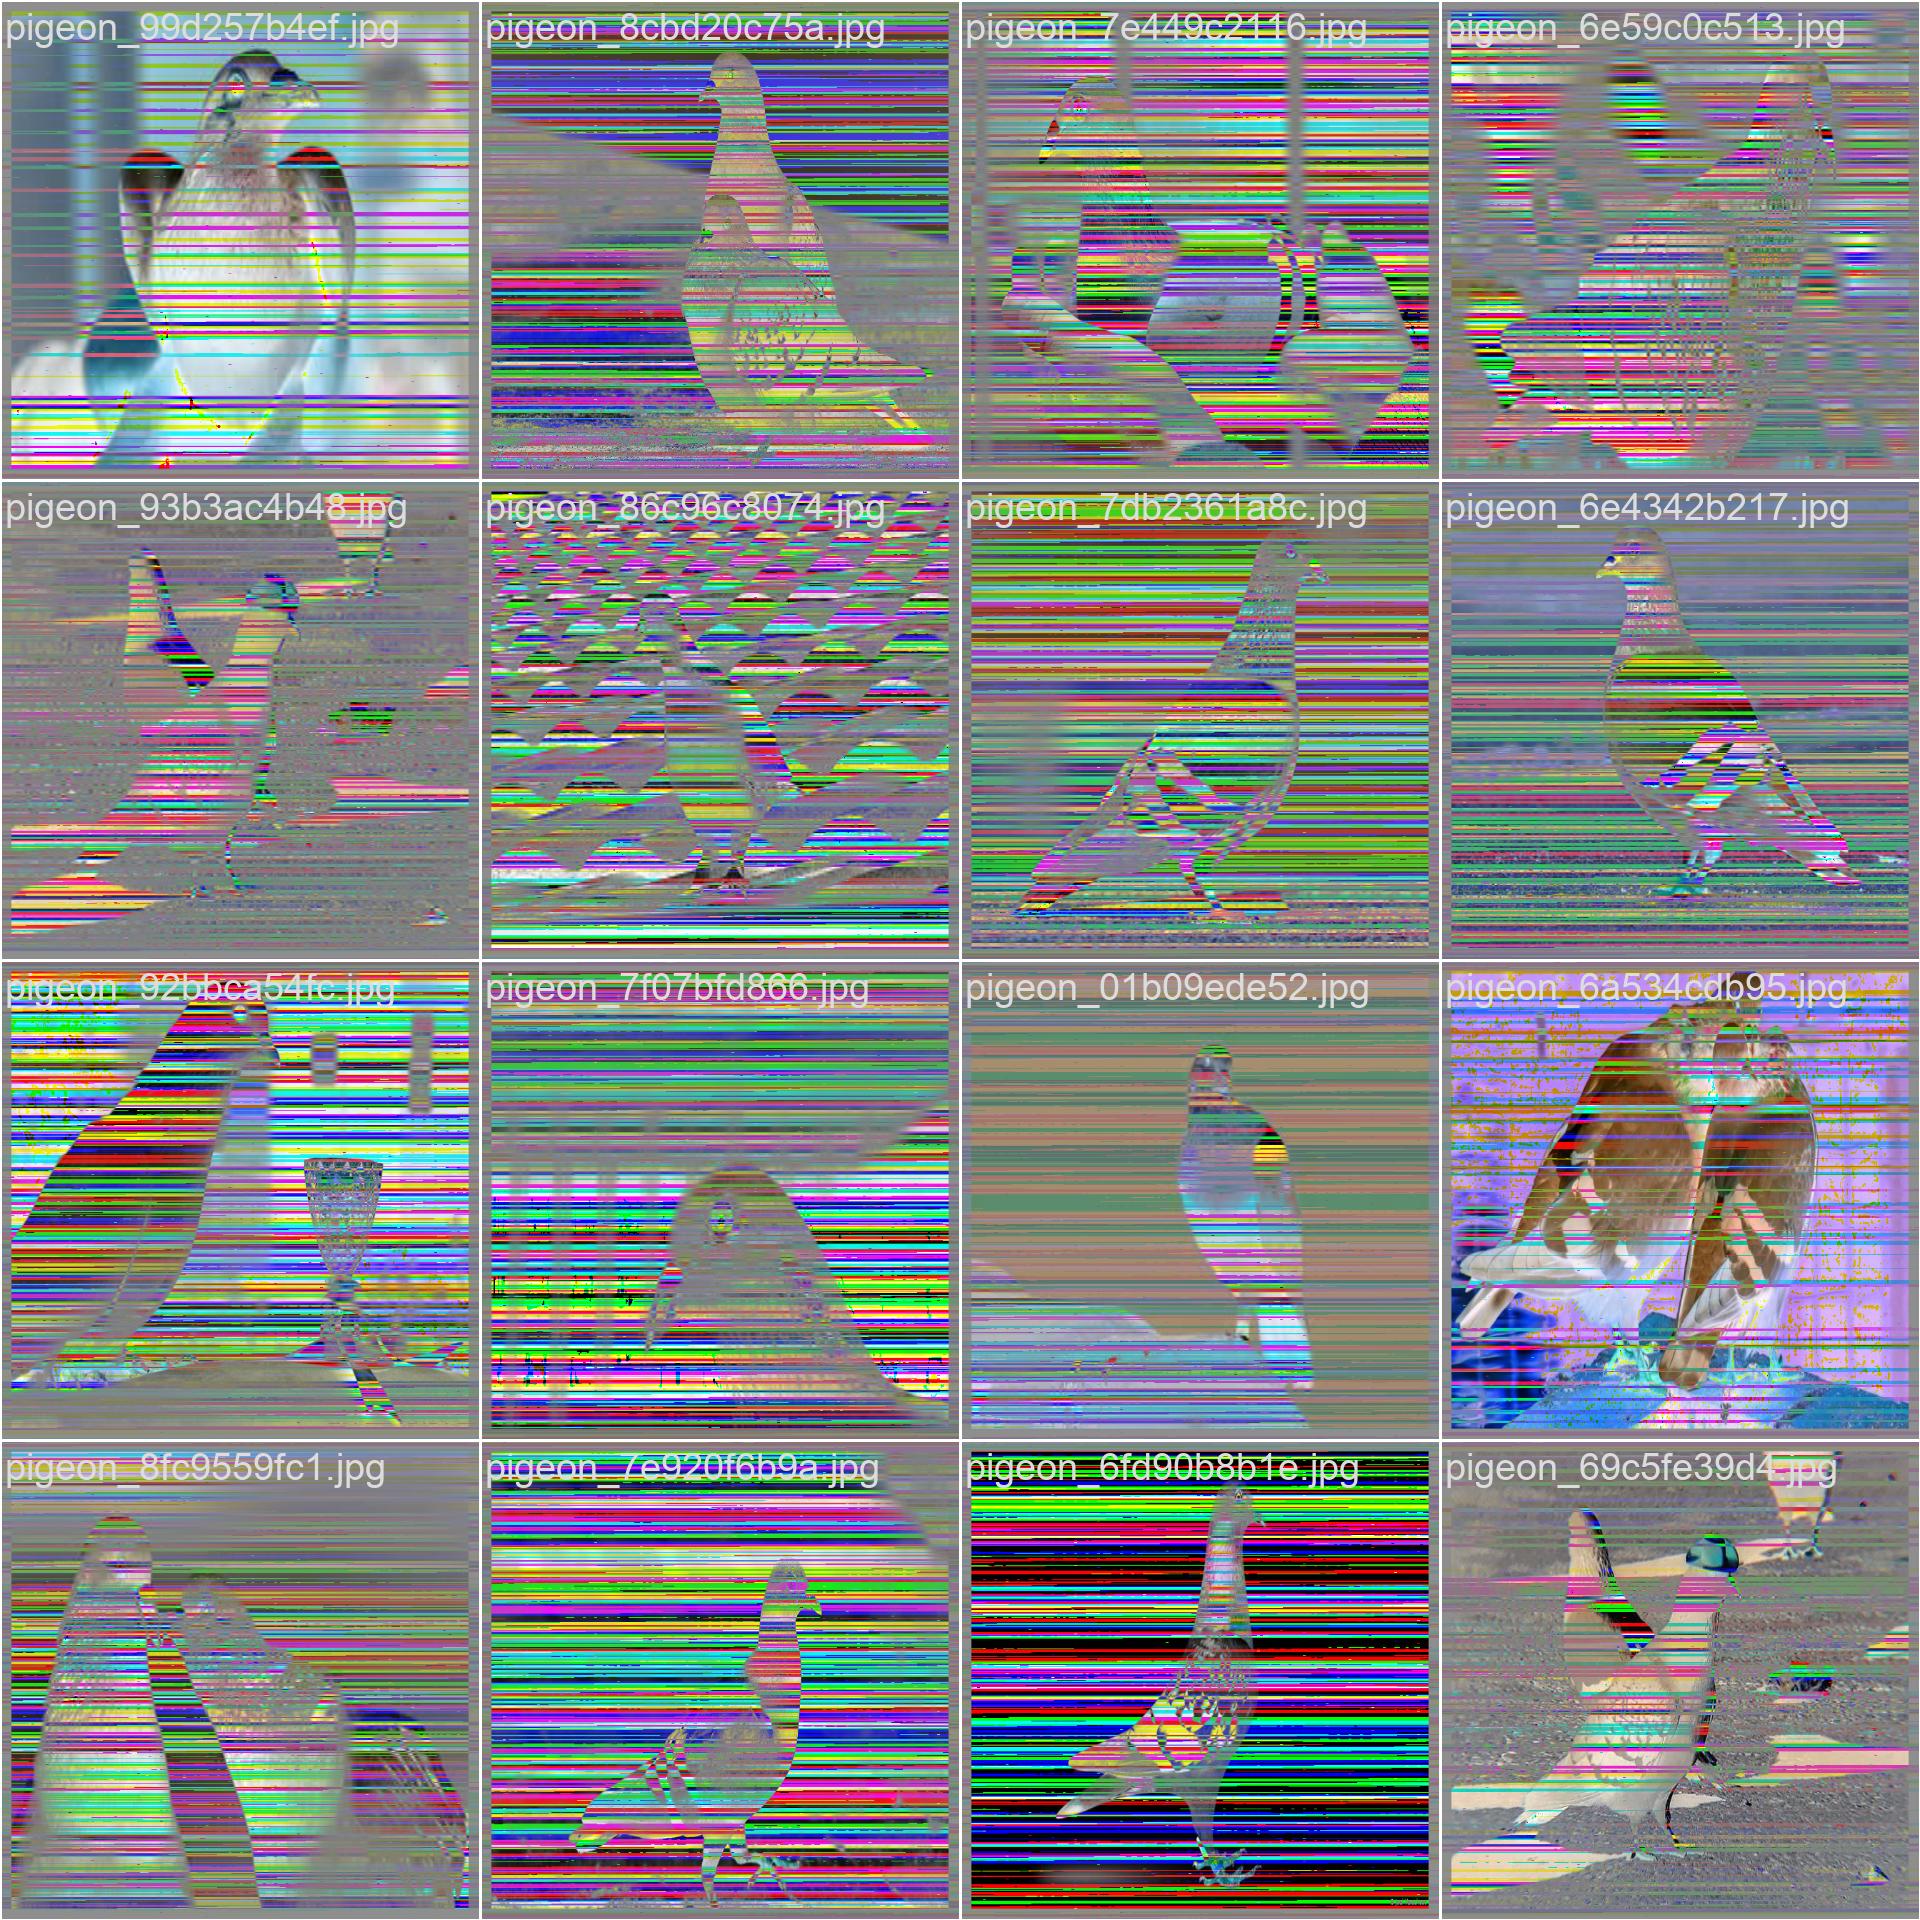 pigeon_99d257b4ef.jpg
pigeon_8cbd20c75a.jpg
pigeon_7e449c2116.jpg
pigeon_6e59c0c513.jpg
pigeon_93b3ac4b48.jpg
pigeon_86c96c8074.jpg
pigeon_7db2361a8c.jpg
pigeon_6e4342b217.jpg
pigeon_92bbca54fc.jpg
pigeon_7f07bfd866.jpg
pigeon_01b09ede52.jpg
pigeon_6a534cdb95.jpg
pigeon_8fc9559fc1.jpg
pigeon_7e920f6b9a.jpg
pigeon_6fd90b8b1e.jpg
pigeon_69c5fe39d4.jpg